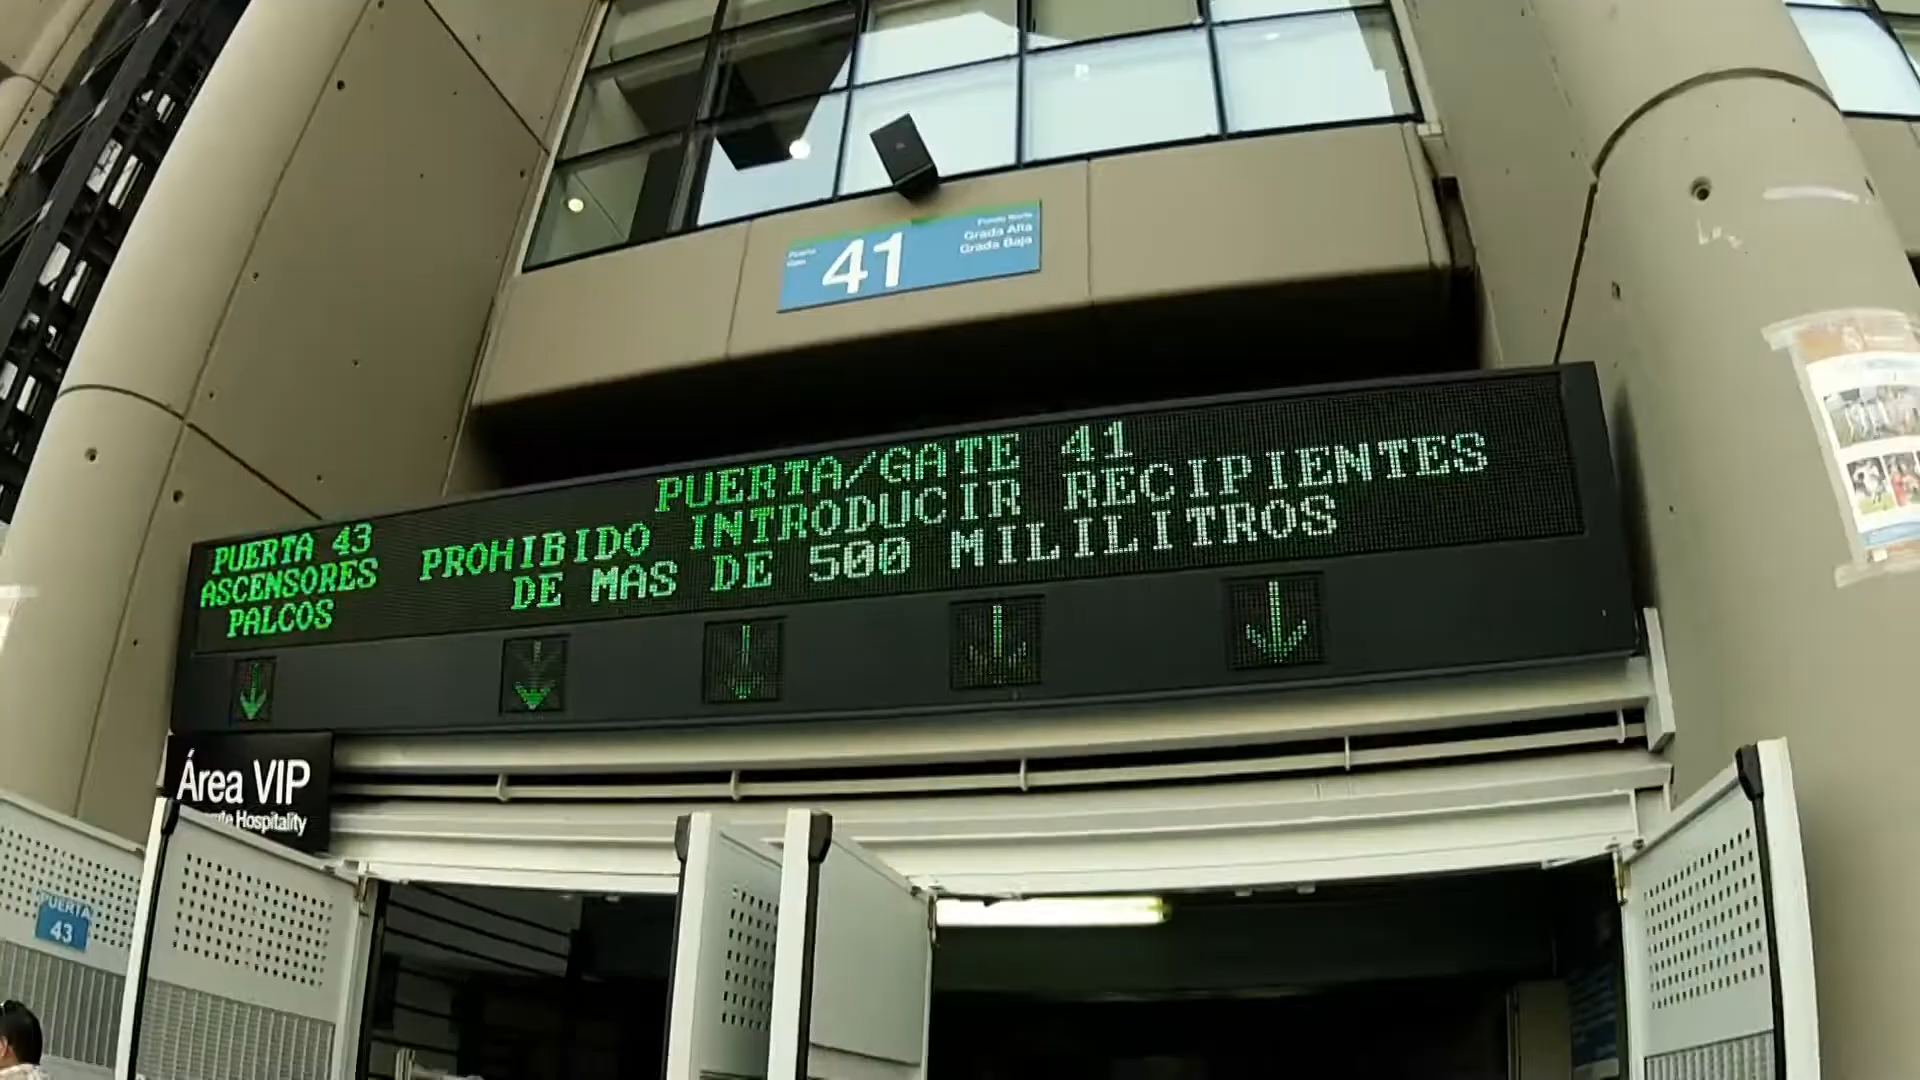 Puerta
Gate
41
Grada Alta
Grada Baja
PUERTA/GATE 41
PROHIBIDO INTRODUCIR RECIPIENTES
DE MAS DE 500 MILILITROS
PUERTA 43
ASCENSORES
PALCOS
Área VIP
Hospitality
PUERTA
43